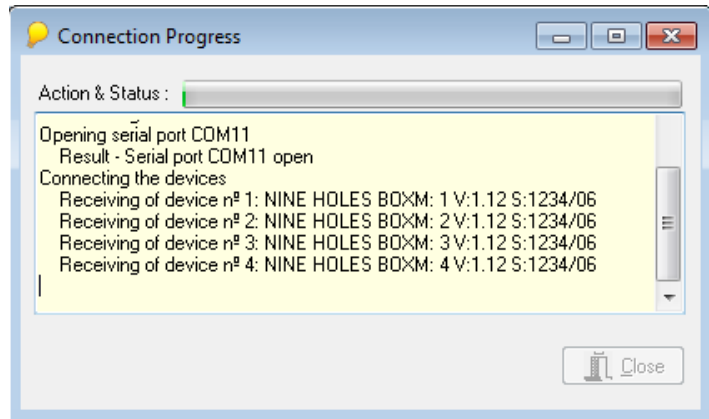 Connection Progress
Action & Status :
Opening serial port COM11
Result - Serial port COM11 open
Connecting the devices
Receiving of device nº 1: NINE HOLES BOXM: 1 V:1.12 S:1234/06
Receiving of device nº 2: NINE HOLES BOXM: 2 V:1.12 S:1234/06
Receiving of device nº 3: NINE HOLES BOXM: 3 V:1.12 S:1234/06
Receiving of device nº 4: NINE HOLES BOXM: 4 V:1.12 S:1234/06
Close